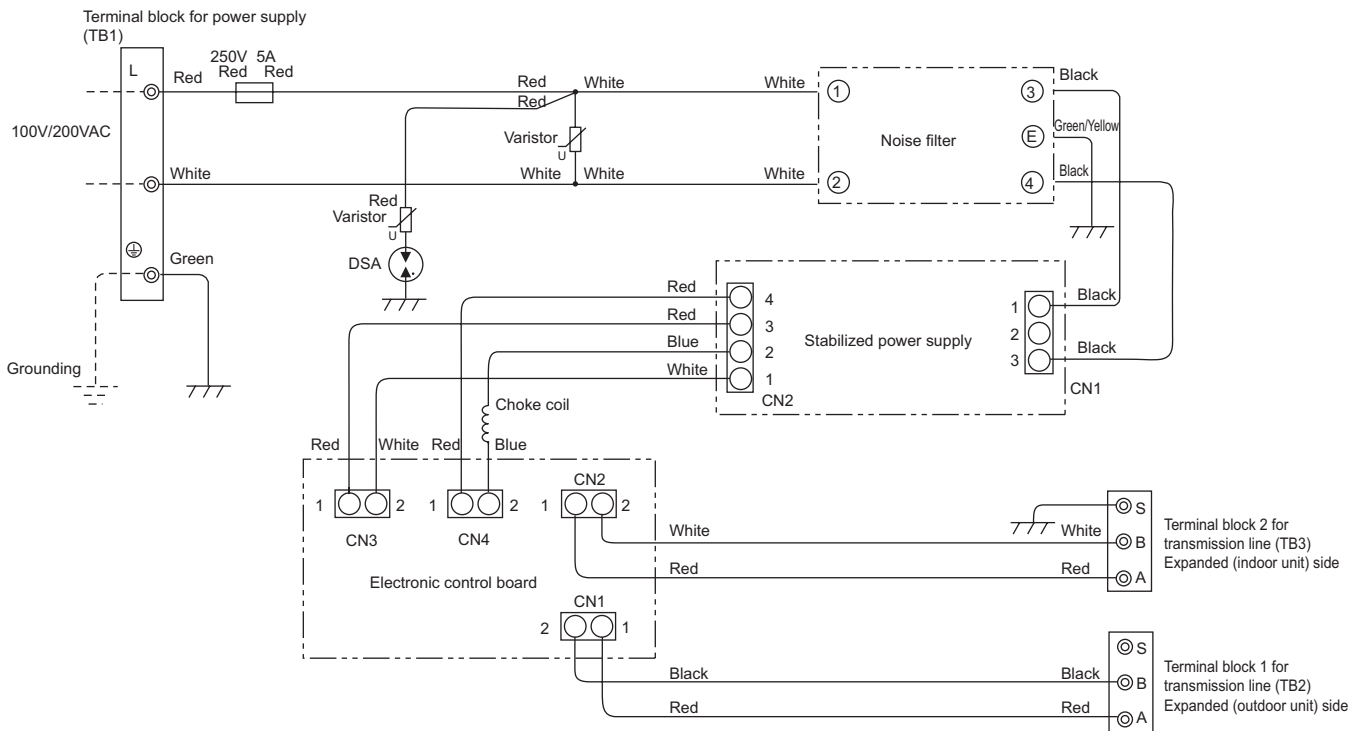 Terminal block for power supply
(TB1)
250V 5A
L
Red
Red
Red
Red
White
White
Black
1
3
Red
100V/200VAC
Varistor
U
Noise filter
E
Green/Yellow
White
White
White
White
2
4
Black
Red
Varistor
U
Green
DSA
Grounding
Red
4
Red
3
Blue
2
White
1
CN2
Stabilized power supply
1
Black
2
3
Black
CN1
Choke coil
Red
White
Red
Blue
1
2
CN3
1
2
CN4
CN2
1
2
Electronic control board
White
White
Red
Red
S
B
A
Terminal block 2 for
transmission line (TB3)
Expanded (indoor unit) side
CN1
2
1
Black
Black
Red
Red
S
B
A
Terminal block 1 for
transmission line (TB2)
Expanded (outdoor unit) side